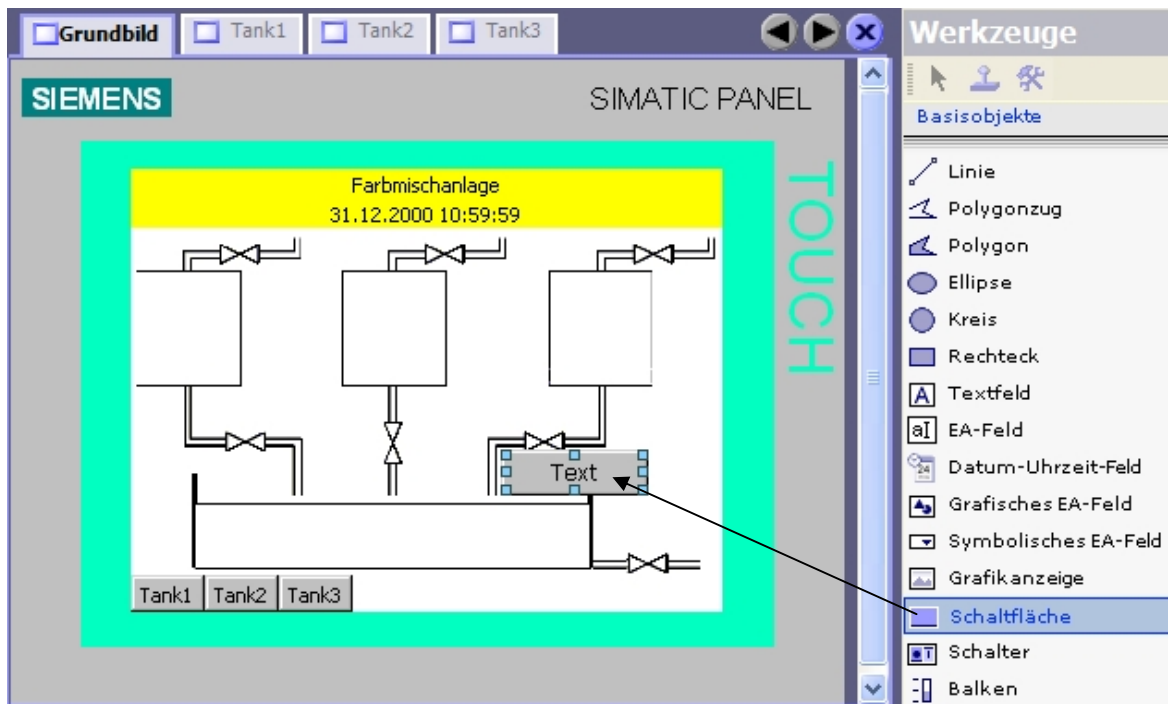 Grundbild Tank1 Tank2 Tank3
SIEMENS
SIMATIC PANEL
TOUCH
Farbmischanlage
31.12.2000 10:59:59
Text
Tank1 Tank2 Tank3
Werkzeuge
Basisobjekte
Linie
Polygonzug
Polygon
Ellipse
Kreis
Rechteck
A Textfeld
aI EA-Feld
24 Datum-Uhrzeit-Feld
Grafisches EA-Feld
Symbolisches EA-Feld
Grafikanzeige
Schaltfläche
Schalter
Balken